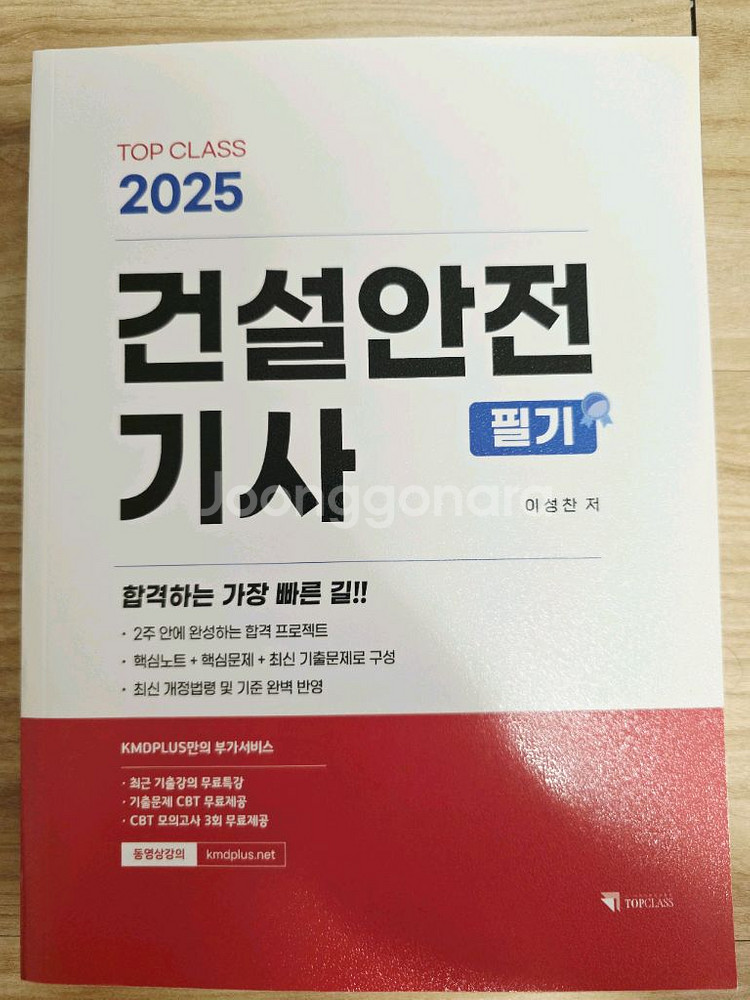 TOP CLASS
2025
건설안전
기사
필기
Joonggonara
이성찬 저
합격하는 가장 빠른 길!!
· 2주 안에 완성하는 합격 프로젝트
· 핵심노트 + 핵심문제 + 최신 기출문제로 구성
· 최신 개정법령 및 기준 완벽 반영
KMDPLUS만의 부가서비스
· 최근 기출강의 무료특강
· 기출문제 CBT 무료제공
· CBT 모의고사 3회 무료제공
동영상강의 kmdplus.net
TOPCLASS